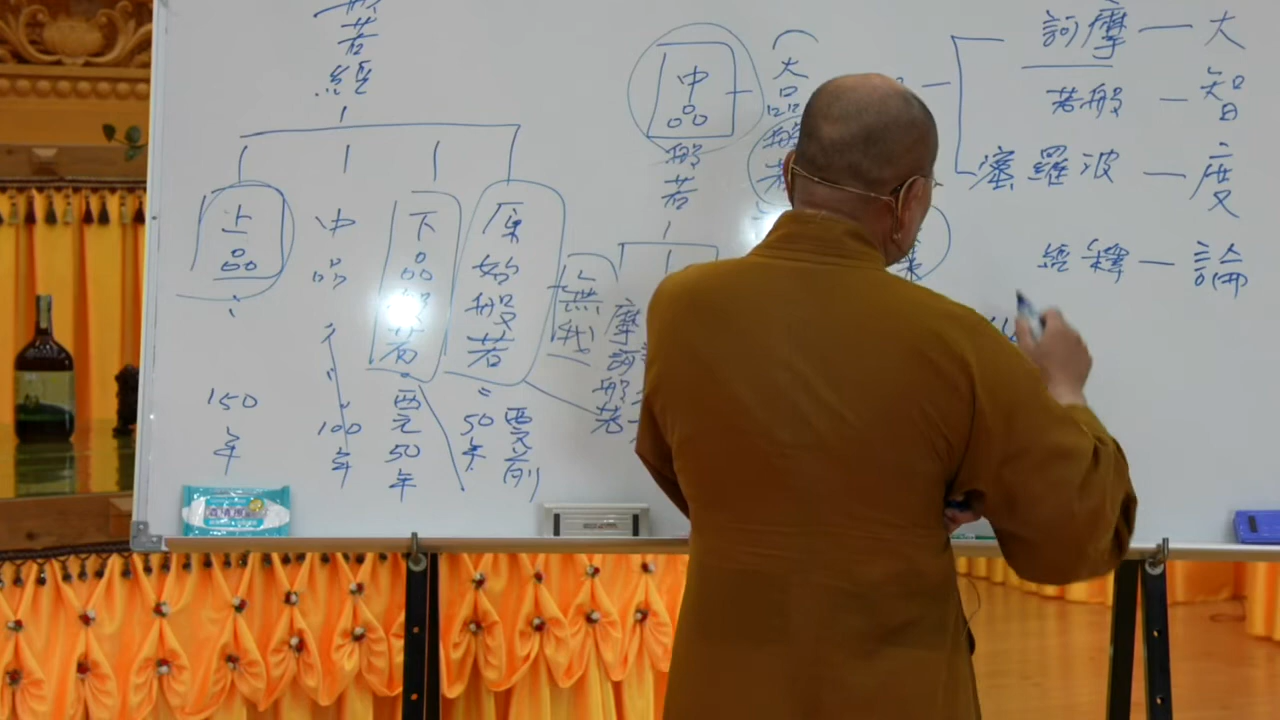 般若經
上品
150年
中品
100年
下品般若
西元50年
原始般若
50年
西元前
無我
中品
般若
大品般若
摩訶般若
訶摩—大
若般—智
蜜羅波—度
經釋—論